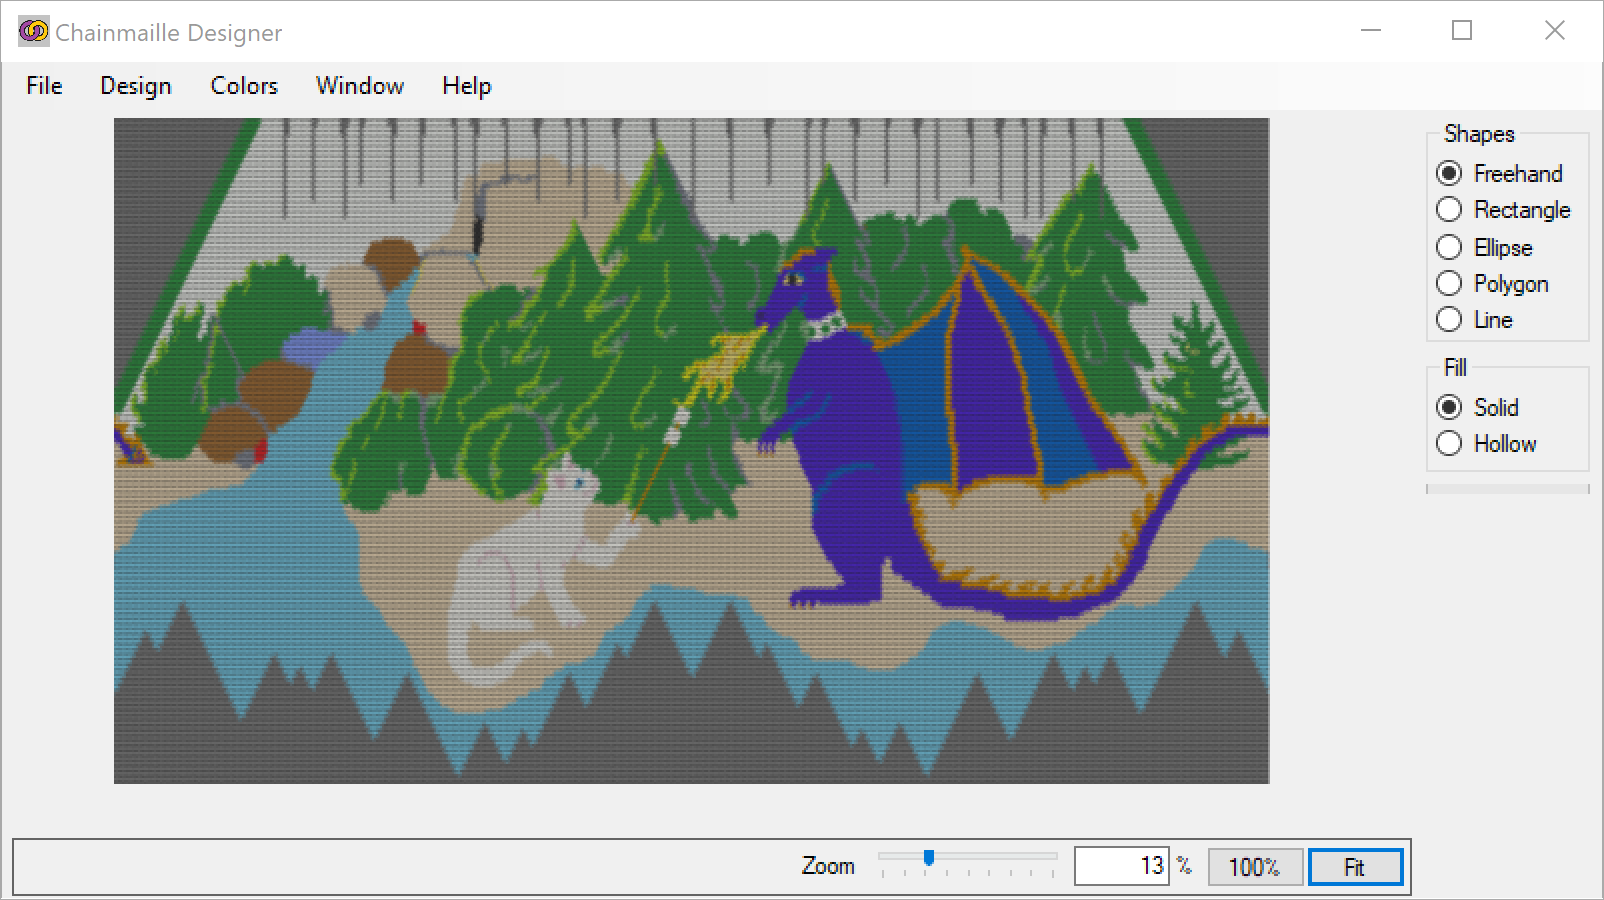 Chainmaille Designer
File Design Colors Window Help
Shapes
Freehand
Rectangle
Ellipse
Polygon
Line
Fill
Solid
Hollow
Zoom 13 % 100% Fit